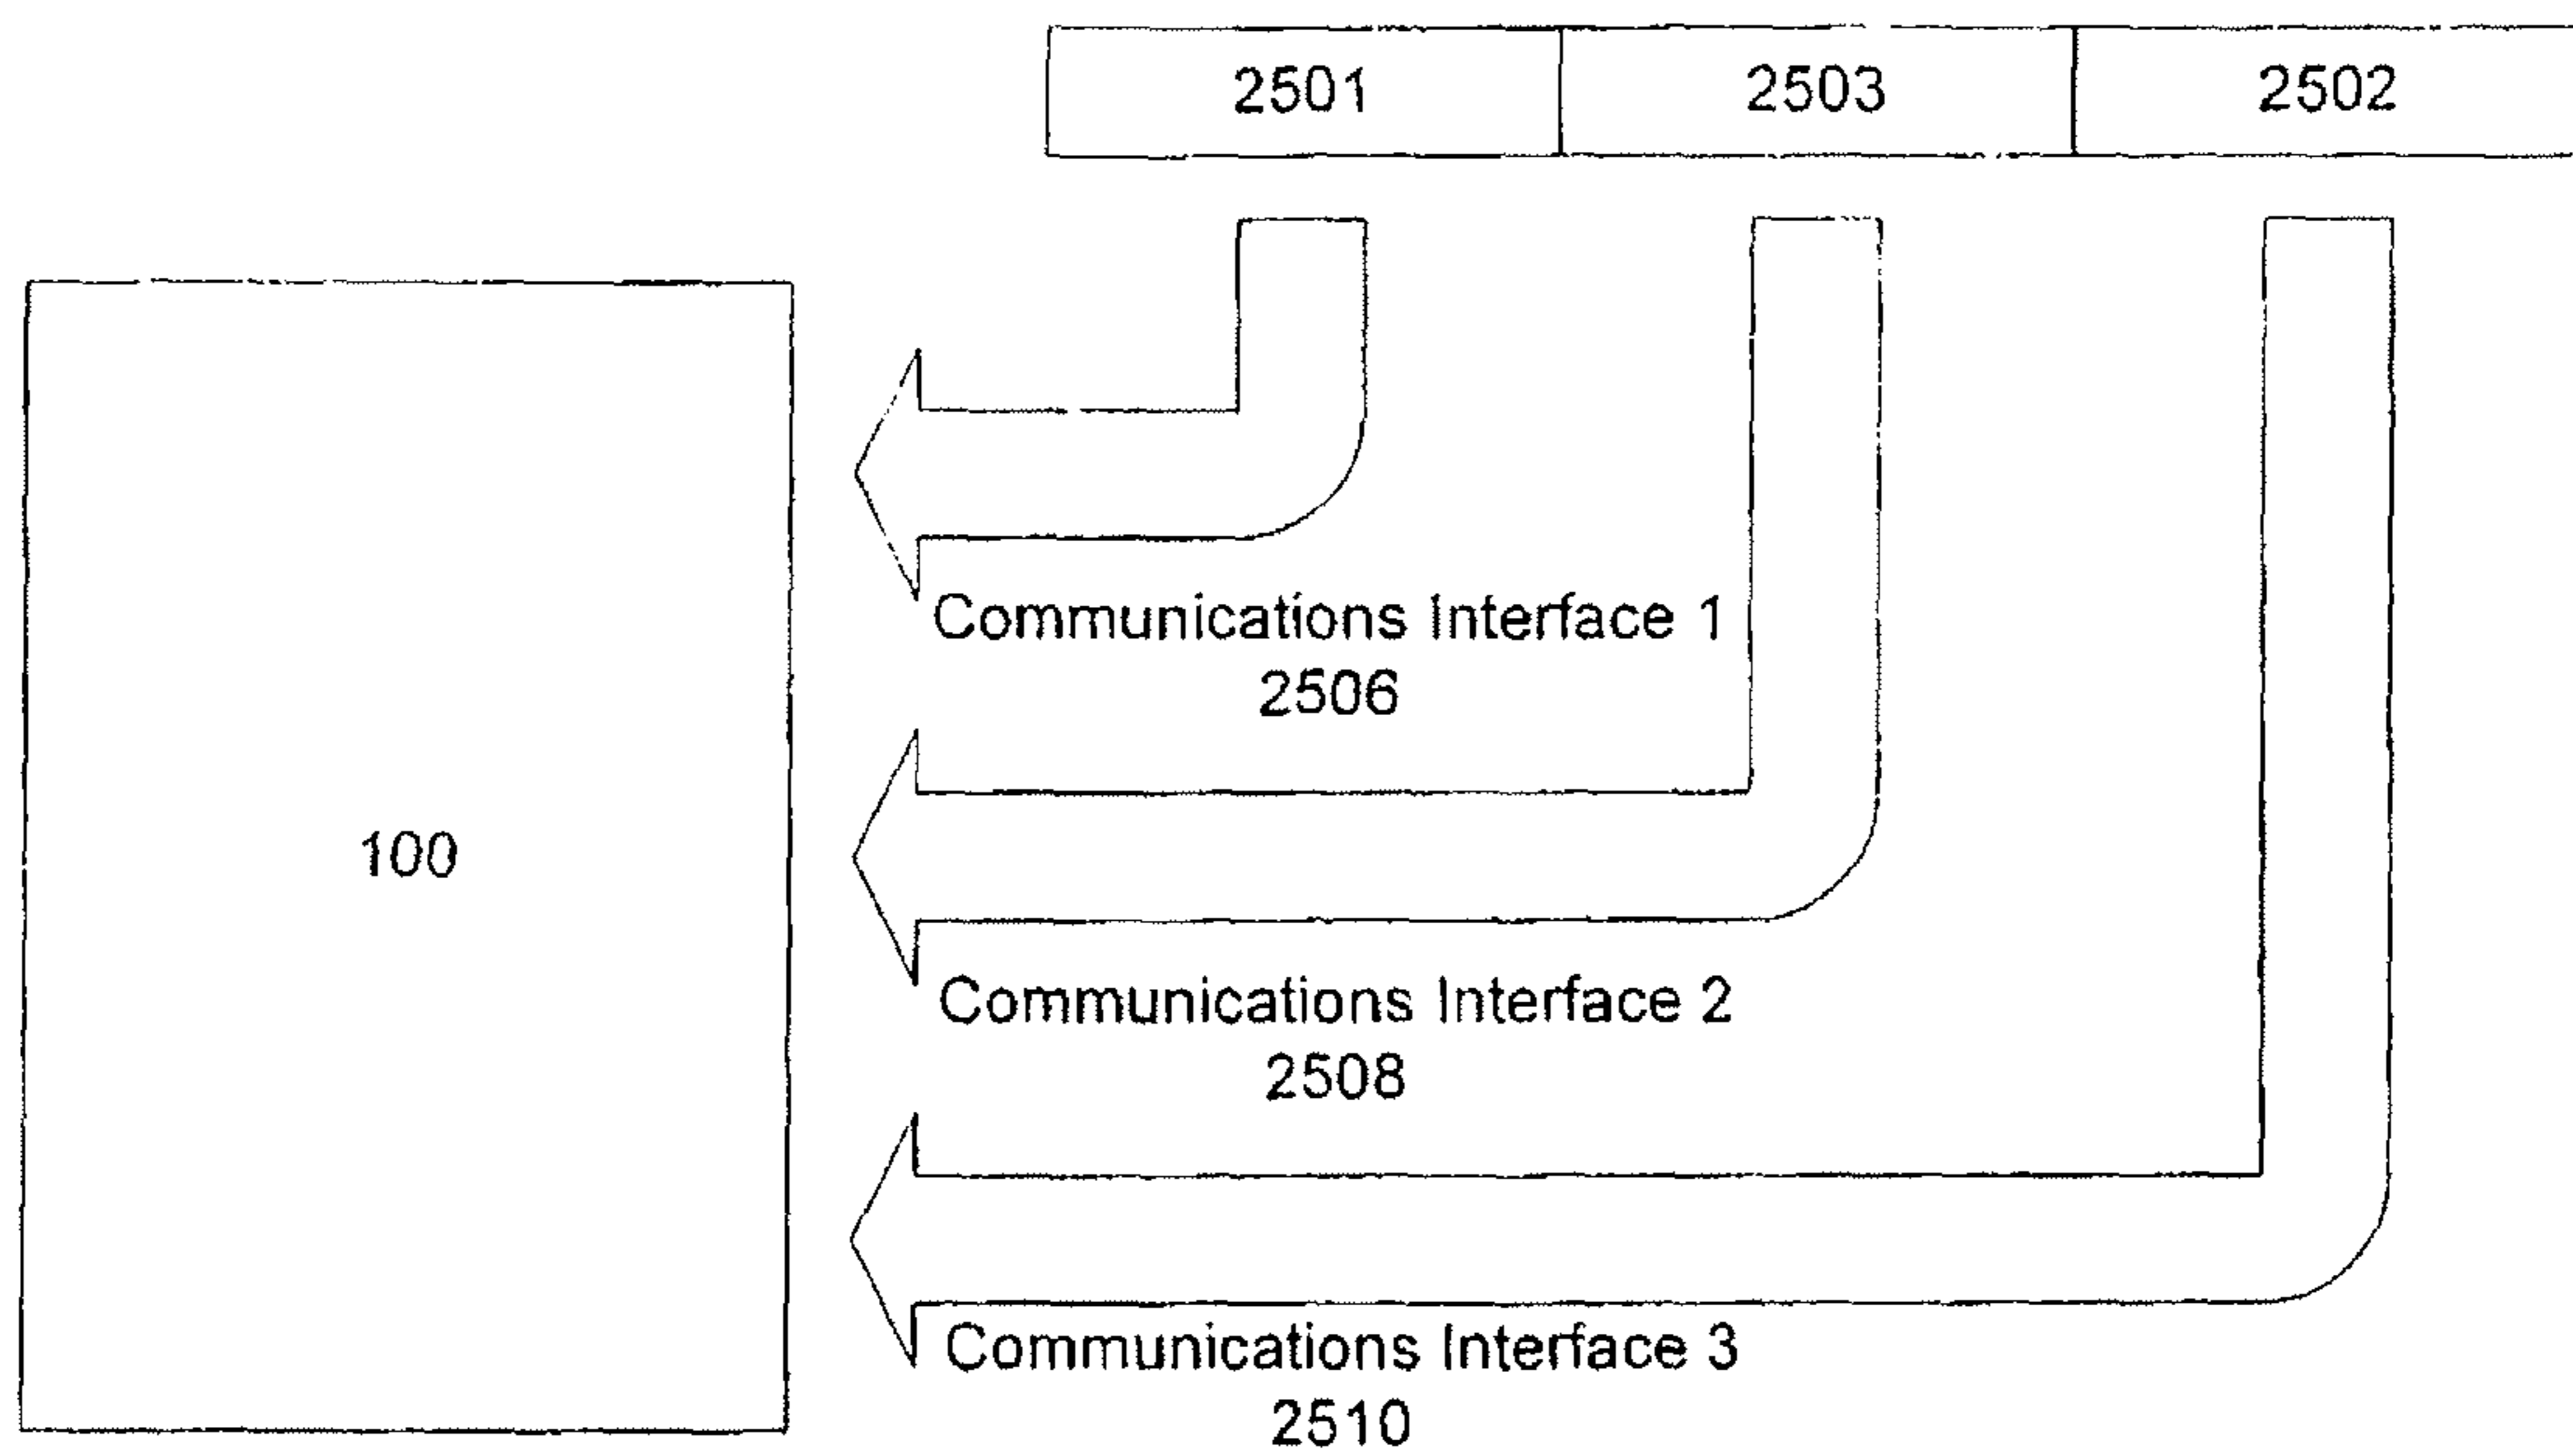 2501 2503 2502
Communications Interface 1
2506
100
Communications Interface 2
2508
Communications Interface 3
2510